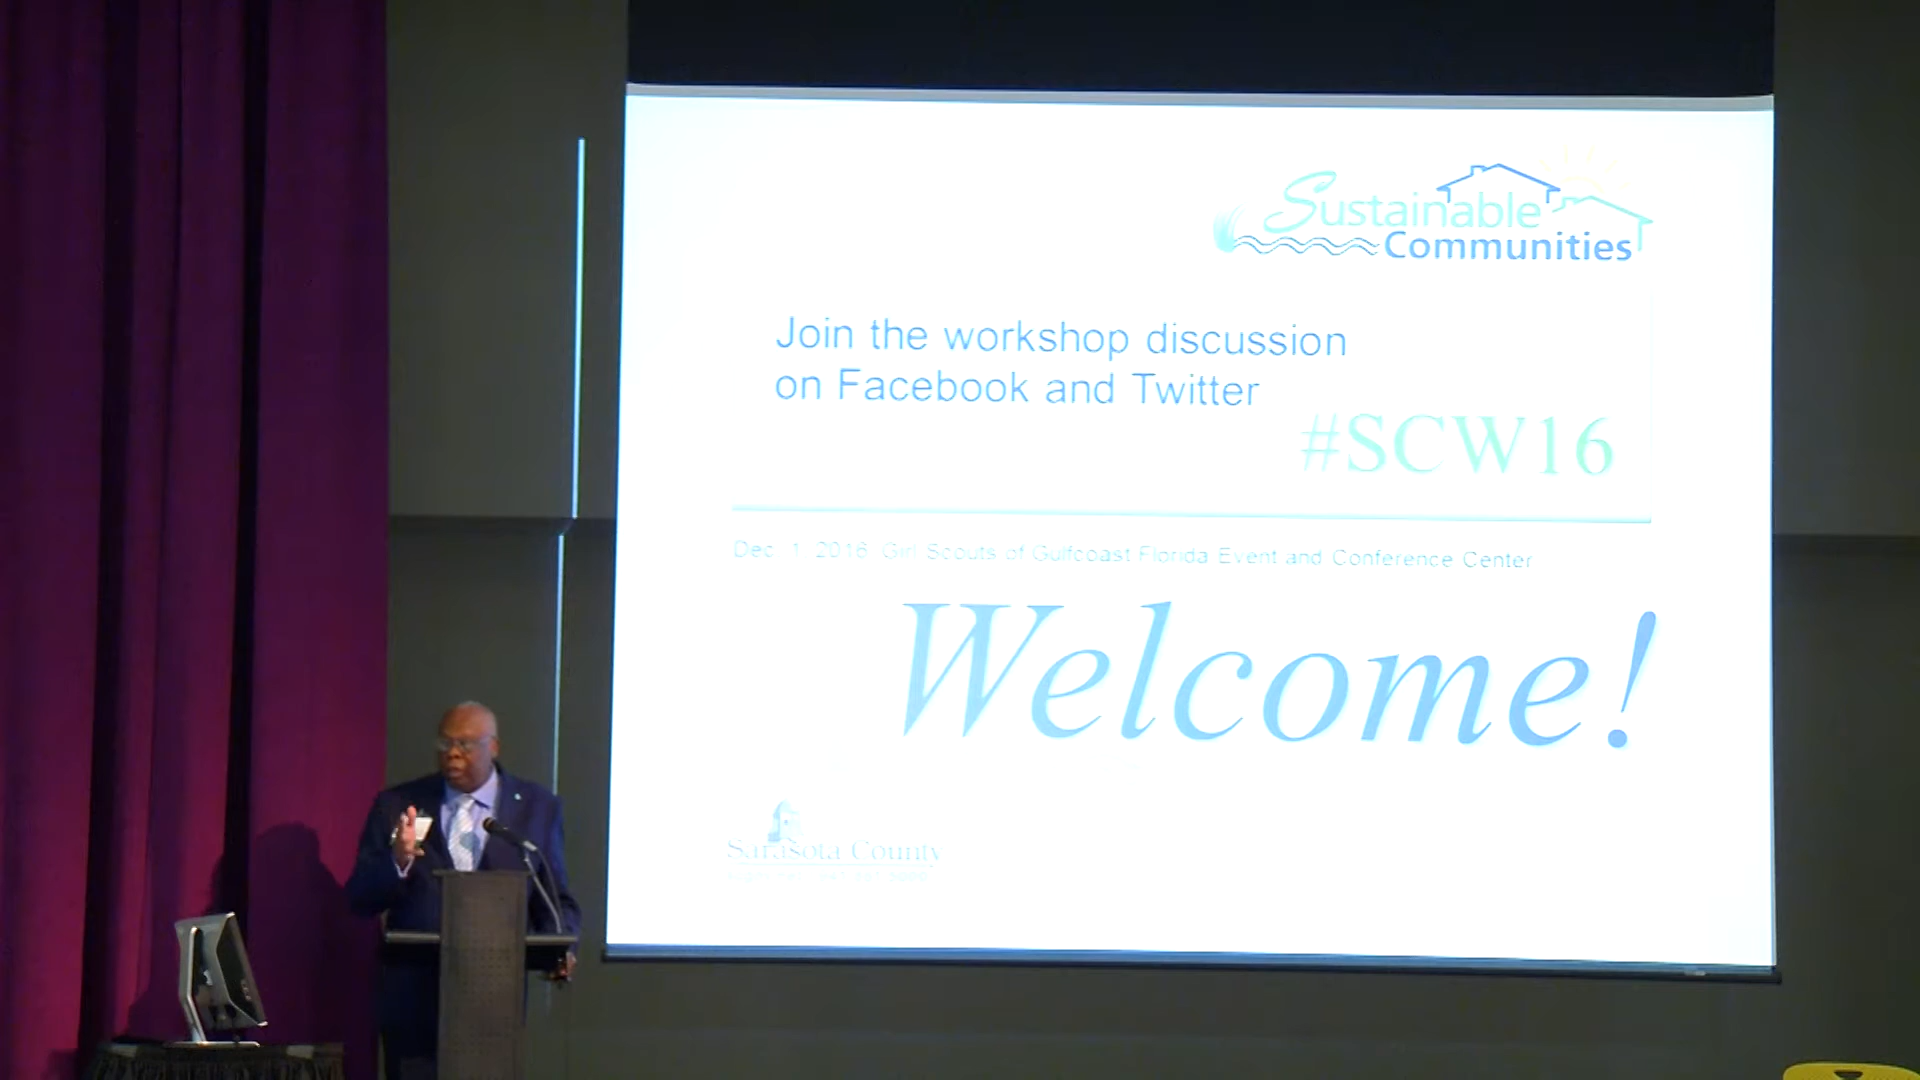 Sustainable
Communities
Join the workshop discussion
on Facebook and Twitter
#SCW16
Dec. 1, 2016 Girl Scouts of Gulfcoast Florida Event and Conference Center
Welcome!
Sarasota County